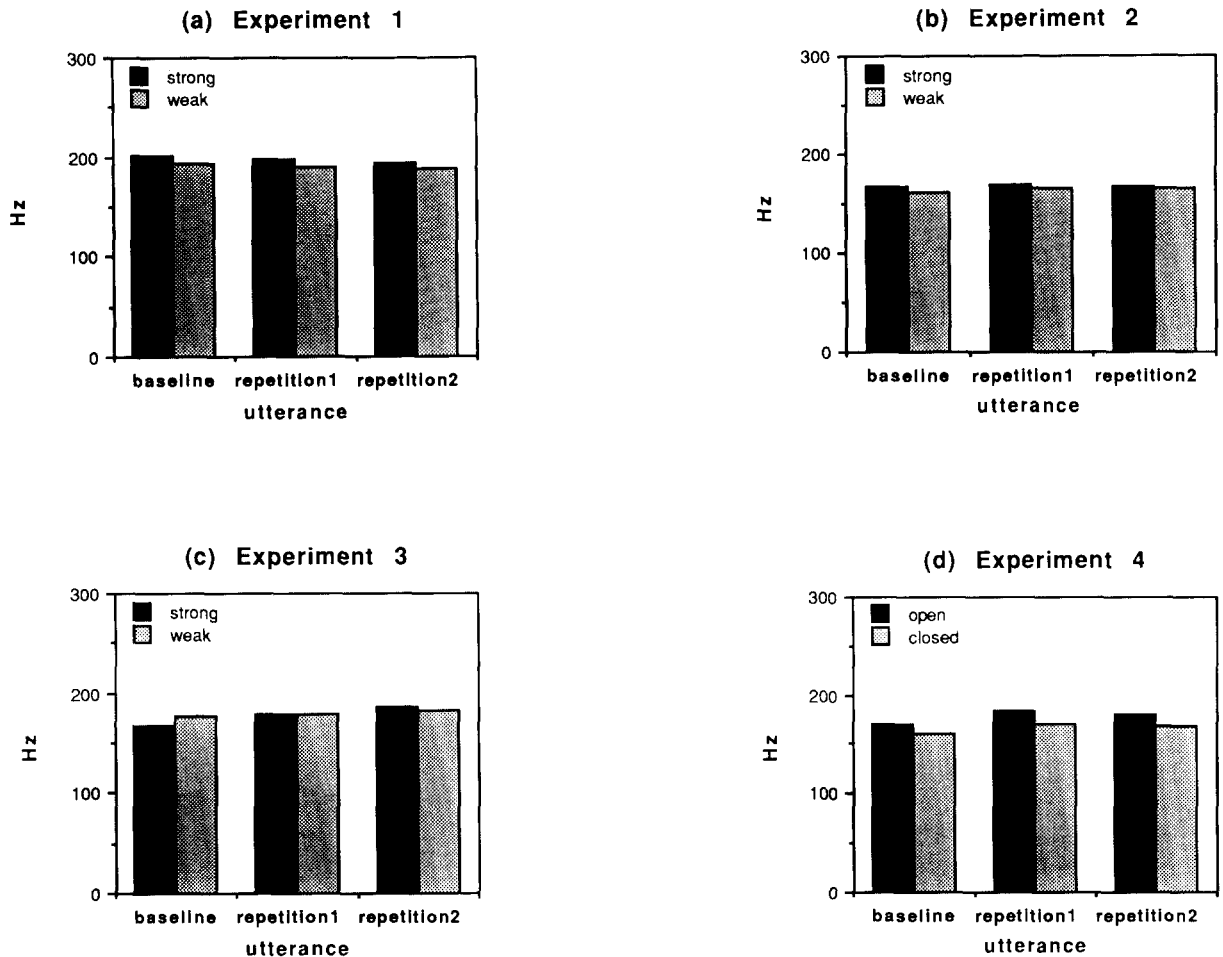 (a) Experiment 1
300
strong
weak
200
Hz
100
0
baseline repetition1 repetition2
utterance
(b) Experiment 2
300
strong
weak
200
Hz
100
0
baseline repetition1 repetition2
utterance
(c) Experiment 3
300
strong
weak
200
Hz
100
0
baseline repetition1 repetition2
utterance
(d) Experiment 4
300
open
closed
200
Hz
100
0
baseline repetition1 repetition2
utterance